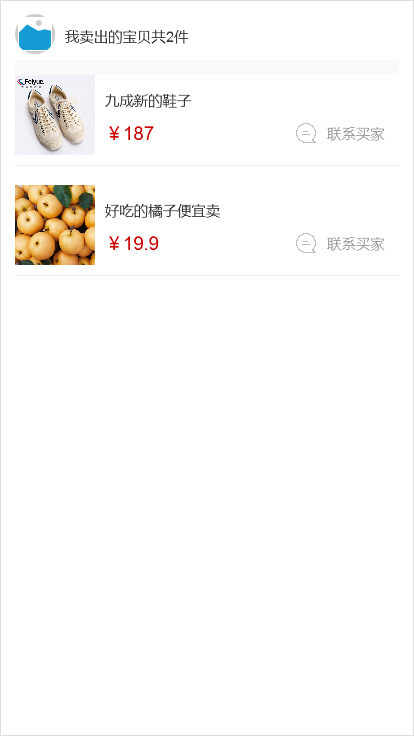 我卖出的宝贝共2件
Feiyue.
九成新的鞋子
￥187
联系买家
好吃的橘子便宜卖
￥19.9
联系买家